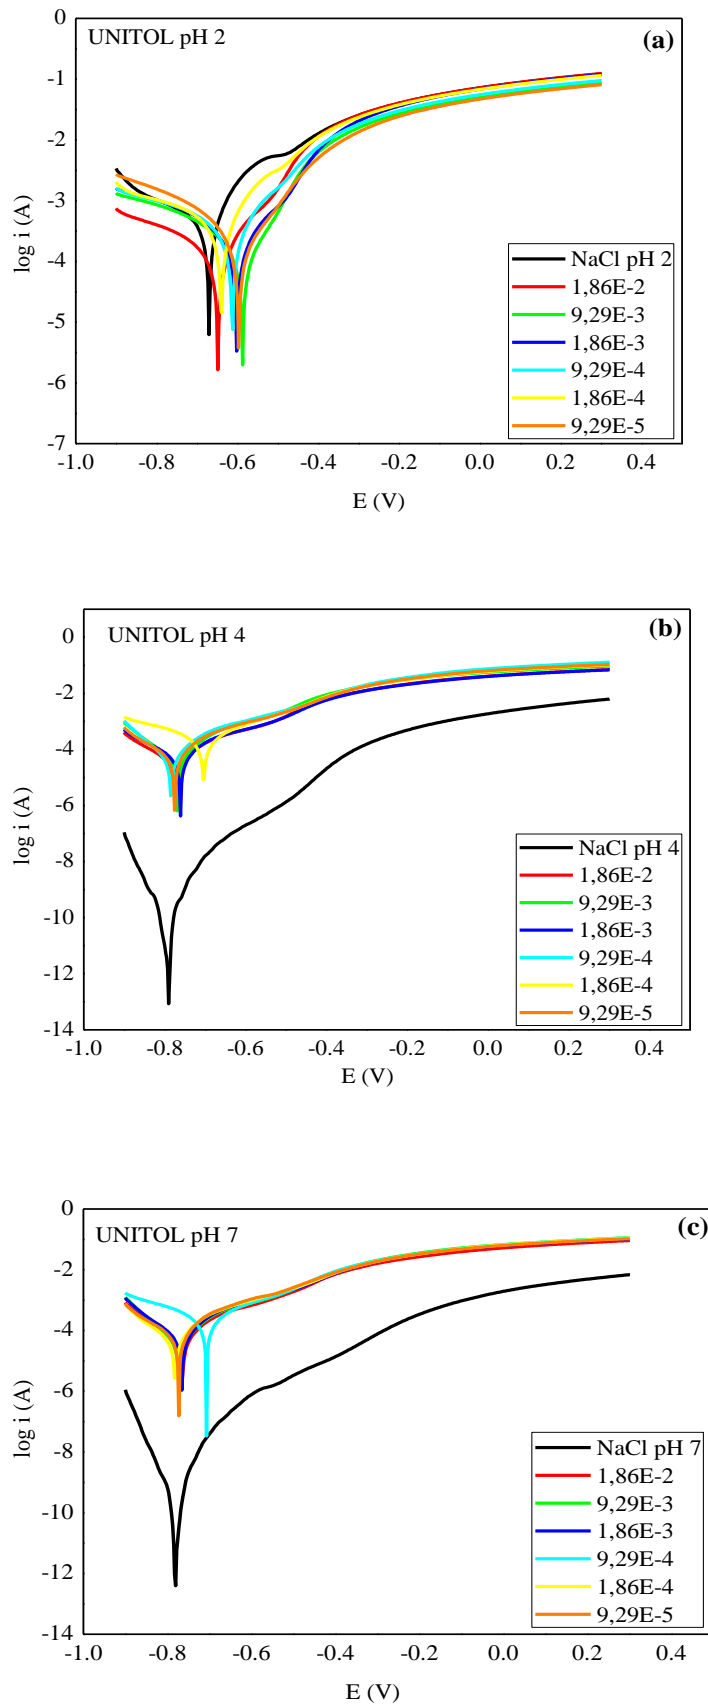 UNITOL pH 2
(a)
0
-1
-2
-3
-4
-5
-6
-7
log i (A)
NaCl pH 2
1,86E-2
9,29E-3
1,86E-3
9,29E-4
1,86E-4
9,29E-5
-1.0 -0.8 -0.6 -0.4 -0.2 0.0 0.2 0.4
E (V)
UNITOL pH 4
(b)
0
-2
-4
-6
-8
-10
-12
-14
log i (A)
NaCl pH 4
1,86E-2
9,29E-3
1,86E-3
9,29E-4
1,86E-4
9,29E-5
-1.0 -0.8 -0.6 -0.4 -0.2 0.0 0.2 0.4
E (V)
UNITOL pH 7
(c)
0
-2
-4
-6
-8
-10
-12
-14
log i (A)
NaCl pH 7
1,86E-2
9,29E-3
1,86E-3
9,29E-4
1,86E-4
9,29E-5
-1.0 -0.8 -0.6 -0.4 -0.2 0.0 0.2 0.4
E (V)